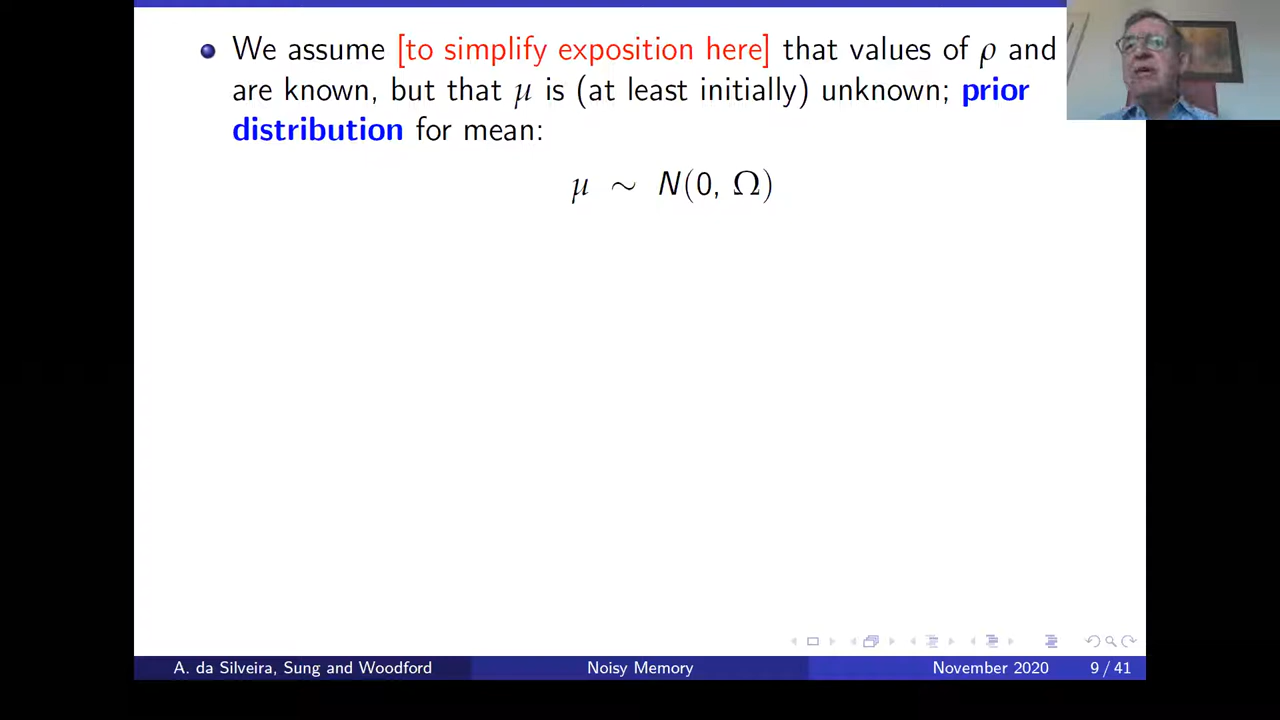 We assume [to simplify exposition here] that values of ρ and
are known, but that μ is (at least initially) unknown; prior
distribution for mean:
μ ∼ N(0, Ω)
A. da Silveira, Sung and Woodford Noisy Memory November 2020 9 / 41